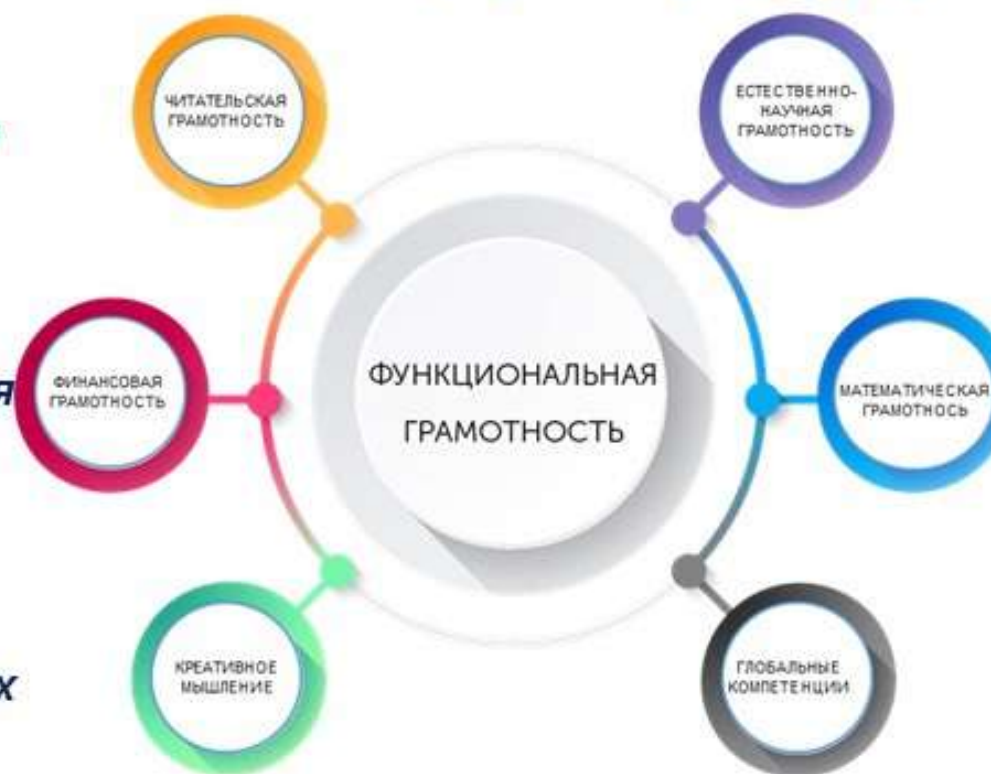 ЧИТАТЕЛЬСКАЯ
ГРАМОТНОСТЬ
ЕСТЕСТВЕННО-
НАУЧНАЯ
ГРАМОТНОСТЬ
ФУНКЦИОНАЛЬНАЯ
ГРАМОТНОСТЬ
Я
ФИНАНСОВАЯ
ГРАМОТНОСТЬ
МАТЕМАТИЧЕСКАЯ
ГРАМОТНОСЬ
КРЕАТИВНОЕ
МЫШЛЕНИЕ
Х
ГЛОБАЛЬНЫЕ
КОМПЕТЕНЦИИ